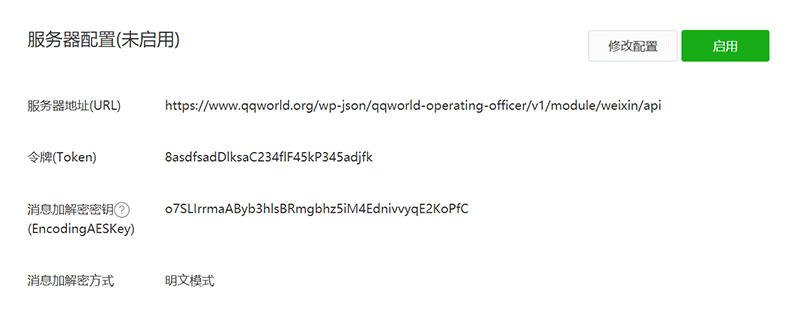 服务器配置(未启用)
修改配置
启用
服务器地址(URL) https://www.qqworld.org/wp-json/qqworld-operating-officer/v1/module/weixin/api
令牌(Token) 8asdfsadDlksaC234flF45kP345adjfk
消息加解密密钥? o7SLIrrmaAByb3hlsBRmgbhz5iM4EdnivvyqE2KoPfC
(EncodingAESKey)
消息加解密方式 明文模式